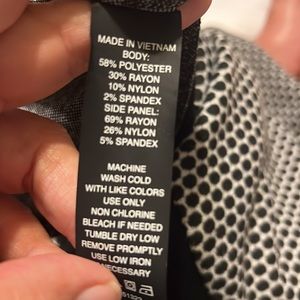 MADE IN VIETNAM
BODY:
58% POLYESTER
30% RAYON
10% NYLON
2% SPANDEX
SIDE PANEL:
69% RAYON
26% NYLON
5% SPANDEX
MACHINE
WASH COLD
WITH LIKE COLORS
USE ONLY
NON CHLORINE
BLEACH IF NEEDED
TUMBLE DRY LOW
REMOVE PROMPTLY
USE LOW IRON
NECESSARY